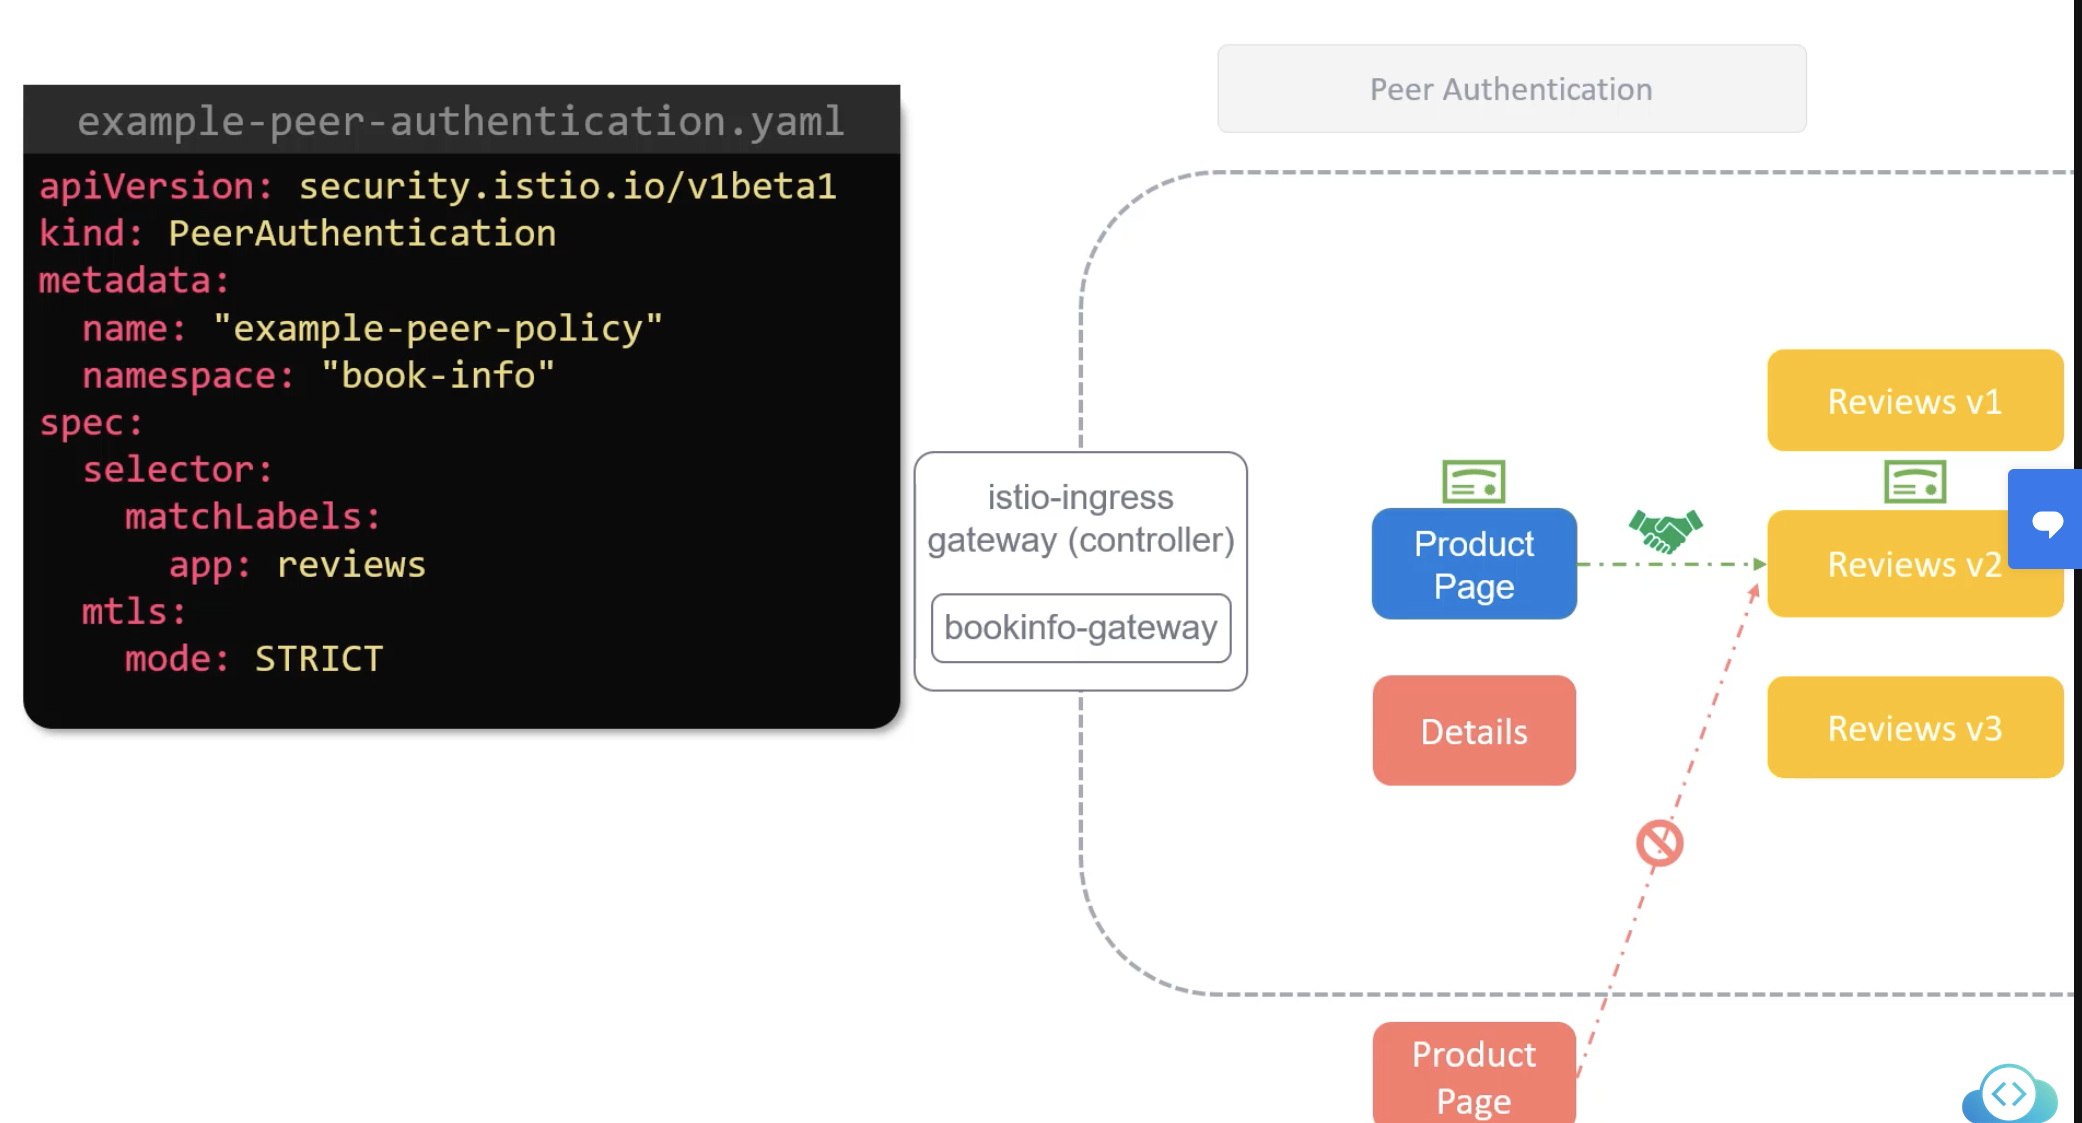 Peer Authentication
example-peer-authentication.yaml
apiVersion: security.istio.io/v1beta1
kind: PeerAuthentication
metadata:
  name: "example-peer-policy"
  namespace: "book-info"
spec:
  selector:
    matchLabels:
      app: reviews
  mtls:
    mode: STRICT
istio-ingress
gateway (controller)
bookinfo-gateway
Product
Page
Details
Reviews v1
Reviews v2
Reviews v3
Product
Page